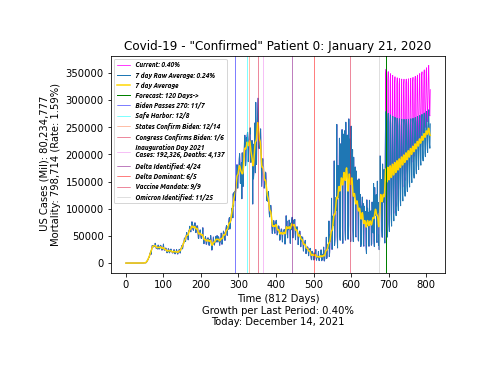 Covid-19 - "Confirmed" Patient 0: January 21, 2020
Current: 0.40%
7 day Raw Average: 0.24%
7 day Average
Forecast: 120 Days->
Biden Passes 270: 11/7
Safe Harbor: 12/8
States Confirm Biden: 12/14
Congress Confirms Biden: 1/6
Inauguration Day 2021
Cases: 192,326, Deaths: 4,137
Delta Identified: 4/24
Delta Dominant: 6/5
Vaccine Mandate: 9/9
Omicron Identified: 11/25
US Cases (Mil): 80,234,777
Mortality: 798,714 (Rate: 1.59%)
350000
300000
250000
200000
150000
100000
50000
0
0 100 200 300 400 500 600 700 800
Time (812 Days)
Growth per Last Period: 0.40%
Today: December 14, 2021